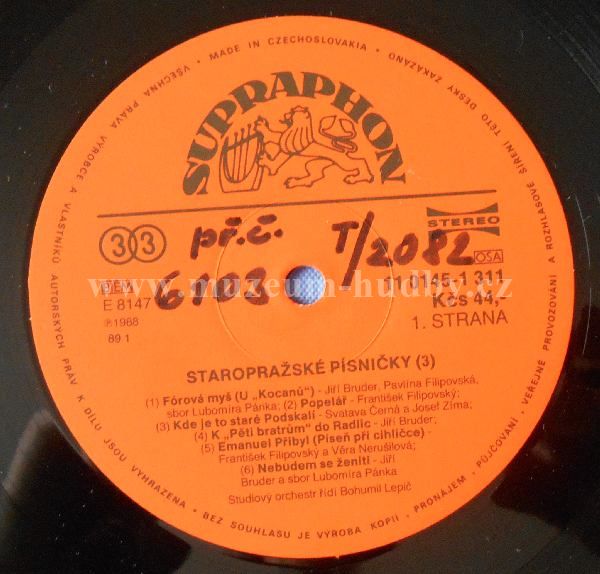 VŠECHNA PRÁVA VÝROBCE A VLASTNÍKŮ AUTORSKÝCH PRÁV K DÍLU JSOU VYHRAZENA • BEZ SOUHLASU JE VÝROBA KOPIÍ • PRONÁJEM • PŮJČOVÁNÍ • VEŘEJNÉ PROVOZOVÁNÍ A ROZHLASOVÉ ŠÍŘENÍ TÉTO DESKY ZAKÁZÁNO • MADE IN CZECHOSLOVAKIA •
SUPRAPHON
33 př.č. T/2082 STEREO
6108 OSA
E 8147 11 0145-1 311
Kčs 44,-
℗1988
89 1 1. STRANA
www.muzeum-hudby.cz
STAROPRAŽSKÉ PÍSNIČKY (3)
(1) Fórová myš (U „Kocanů“) - Jiří Bruder, Pavlína Filipovská,
sbor Lubomíra Pánka; (2) Popelář - František Filipovský;
(3) Kde je to staré Podskalí - Svatava Černá a Josef Zíma;
(4) K „Pěti bratrům“ do Radlic - Jiří Bruder;
(5) Emanuel Přibyl (Píseň při cihličce) -
František Filipovský a Věra Nerušilová;
(6) Nebudem se ženiti - Jiří
Bruder a sbor Lubomíra Pánka
Studiový orchestr řídí Bohumil Lepič